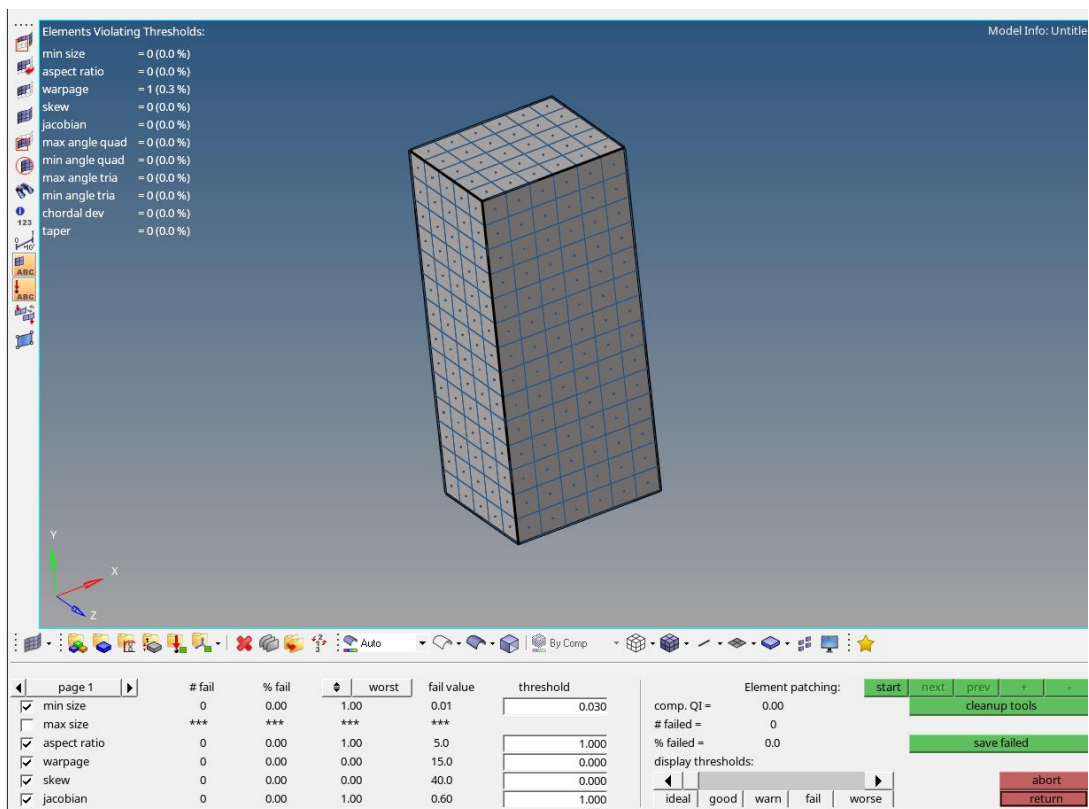 Elements Violating Thresholds:
Model Info: Untitle
min size = 0 (0.0 %)
aspect ratio = 0 (0.0 %)
warpage = 1 (0.3 %)
skew = 0 (0.0 %)
jacobian = 0 (0.0 %)
max angle quad = 0 (0.0 %)
min angle quad = 0 (0.0 %)
max angle tria = 0 (0.0 %)
min angle tria = 0 (0.0 %)
chordal dev = 0 (0.0 %)
taper = 0 (0.0 %)
123
ABC
ABC
Y
X
Z
Auto
By Comp
page 1 # fail % fail worst fail value threshold
min size 0 0.00 1.00 0.01 0.030
max size *** *** *** ***
aspect ratio 0 0.00 1.00 5.0 1.000
warpage 0 0.00 0.00 15.0 0.000
skew 0 0.00 0.00 40.0 0.000
jacobian 0 0.00 1.00 0.60 1.000
Element patching: start next prev + -
comp. QI = 0.00 cleanup tools
# failed = 0
% failed = 0.0 save failed
display thresholds:
abort
ideal good warn fail worse return